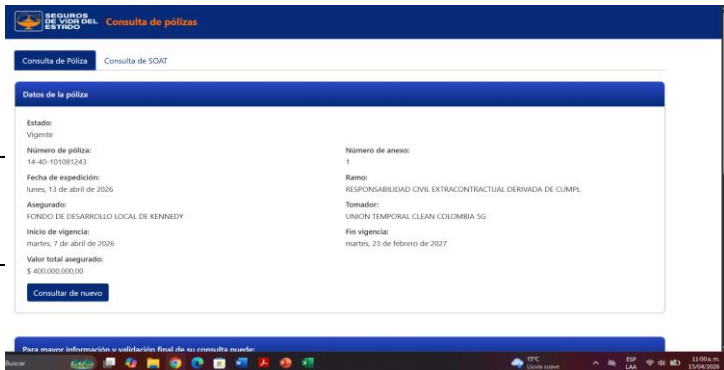 SEGUROS
DE VIDA DEL
ESTADO
Consulta de pólizas
Consulta de Póliza
Consulta de SOAT
Datos de la póliza
Estado:
Vigente
Número de póliza:
14-40-101081243
Número de anexo:
1
Fecha de expedición:
lunes, 13 de abril de 2026
Ramo:
RESPONSABILIDAD CIVIL EXTRACONTRACTUAL DERIVADA DE CUMPL
Asegurado:
FONDO DE DESARROLLO LOCAL DE KENNEDY
Tomador:
UNION TEMPORAL CLEAN COLOMBIA SG
Inicio de vigencia:
martes, 7 de abril de 2026
Fin vigencia:
martes, 23 de febrero de 2027
Valor total asegurado:
$ 400.000.000,00
Consultar de nuevo
Para mayor información y validación final de su consulta puede:
Buscar
15°C
Lluvia suave
ESP
LAA
11:00 a. m.
15/04/2026